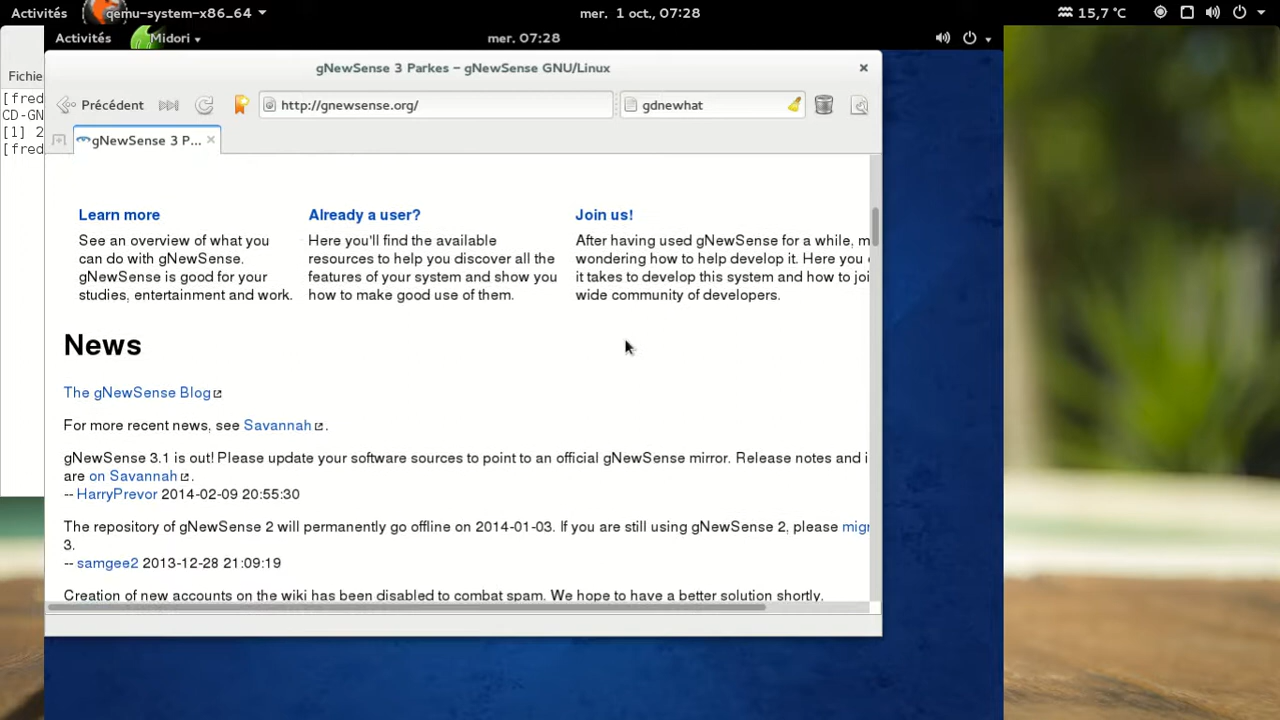 Activités qemu-system-x86_64 mer. 1 oct., 07:28 15,7 °C
Activités Midori mer. 07:28
gNewSense 3 Parkes – gNewSense GNU/Linux
Fichie
[fred
CD-GN
[1] 2
[fred
Précédent http://gnewsense.org/ gdnewhat
gNewSense 3 P...
Learn more
See an overview of what you
can do with gNewSense.
gNewSense is good for your
studies, entertainment and work.
Already a user?
Here you'll find the available
resources to help you discover all the
features of your system and show you
how to make good use of them.
Join us!
After having used gNewSense for a while, m
wondering how to help develop it. Here you
it takes to develop this system and how to joi
wide community of developers.
News
The gNewSense Blog
For more recent news, see Savannah.
gNewSense 3.1 is out! Please update your software sources to point to an official gNewSense mirror. Release notes and i
are on Savannah.
-- HarryPrevor 2014-02-09 20:55:30
The repository of gNewSense 2 will permanently go offline on 2014-01-03. If you are still using gNewSense 2, please migr
3.
-- samgee2 2013-12-28 21:09:19
Creation of new accounts on the wiki has been disabled to combat spam. We hope to have a better solution shortly.